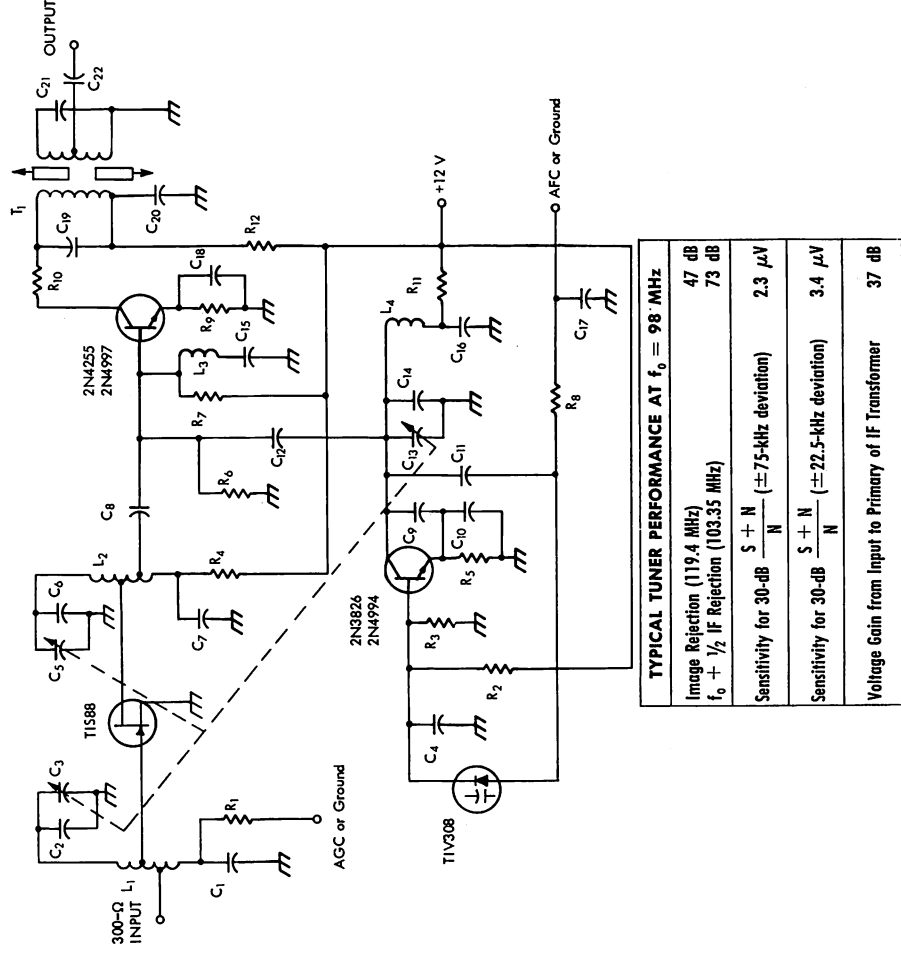 OUTPUT
C21
C22
T1
C19
C20
R10
R12
2N4255
2N4997
C18
R9
C15
L3
R7
C8
R6
C12
L2
C6
C5
R4
C7
TIS88
C3
C2
L1
300-Ω
INPUT
C1
R1
AGC or Ground
+12 V
R11
L4
C16
C14
C13
C11
C9
C10
R5
2N3826
2N4994
R3
R2
C4
TIV308
R8
C17
AFC or Ground
TYPICAL TUNER PERFORMANCE AT f0 = 98 MHz
Image Rejection (119.4 MHz) 47 dB
f0 + 1/2 IF Rejection (103.35 MHz) 73 dB
Sensitivity for 30-dB S + N / N (±75-kHz deviation) 2.3 μV
Sensitivity for 30-dB S + N / N (±22.5-kHz deviation) 3.4 μV
Voltage Gain from Input to Primary of IF Transformer 37 dB